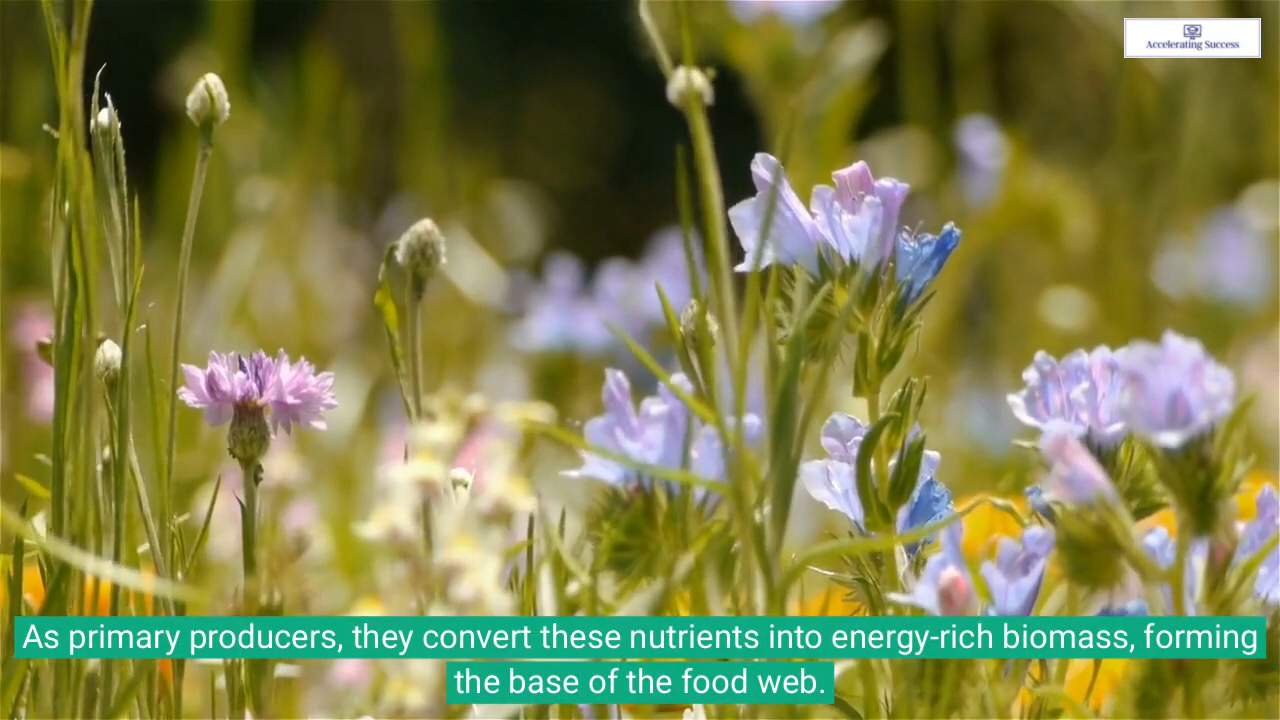 Accelerating Success
As primary producers, they convert these nutrients into energy-rich biomass, forming
the base of the food web.